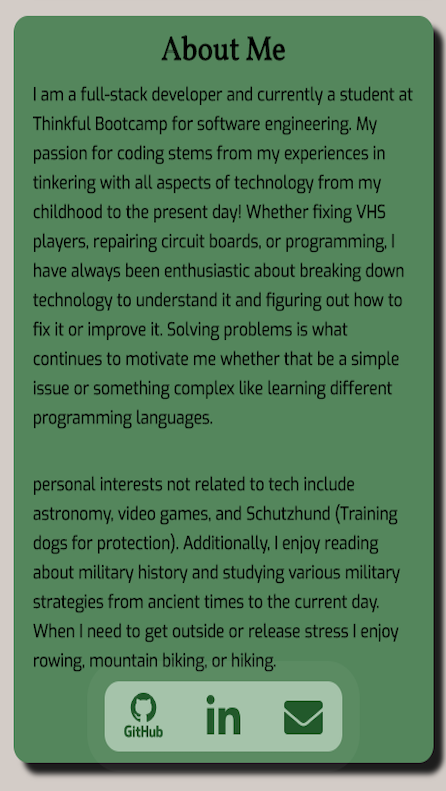 About Me
I am a full-stack developer and currently a student at
Thinkful Bootcamp for software engineering. My
passion for coding stems from my experiences in
tinkering with all aspects of technology from my
childhood to the present day! Whether fixing VHS
players, repairing circuit boards, or programming, I
have always been enthusiastic about breaking down
technology to understand it and figuring out how to
fix it or improve it. Solving problems is what
continues to motivate me whether that be a simple
issue or something complex like learning different
programming languages.
personal interests not related to tech include
astronomy, video games, and Schutzhund (Training
dogs for protection). Additionally, I enjoy reading
about military history and studying various military
strategies from ancient times to the current day.
When I need to get outside or release stress I enjoy
rowing, mountain biking, or hiking.
GitHub
in